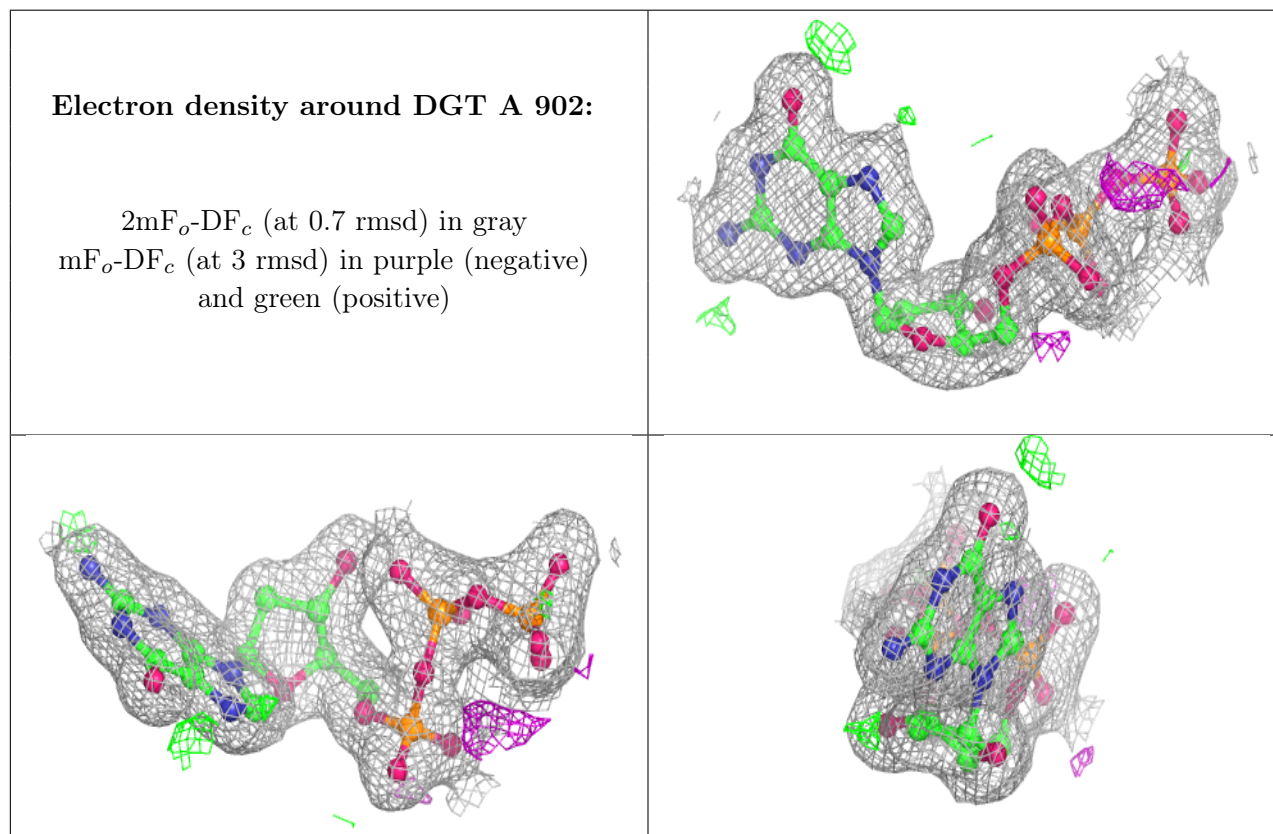 Electron density around DGT A 902:
2mFo-DFc (at 0.7 rmsd) in gray
mFo-DFc (at 3 rmsd) in purple (negative)
and green (positive)